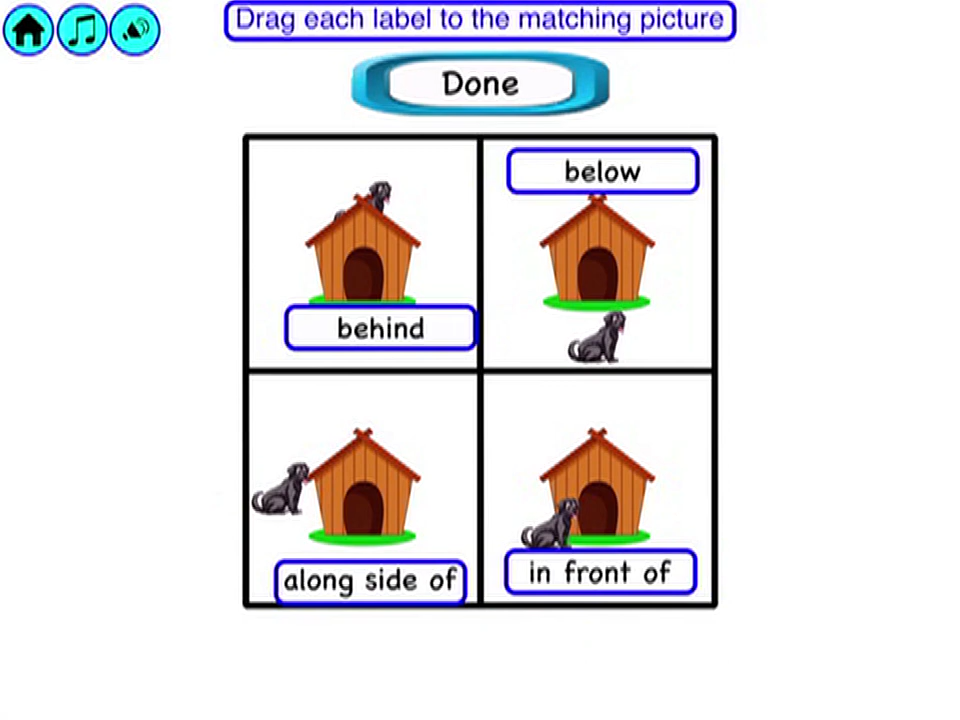 Drag each label to the matching picture
Done
below
behind
along side of
in front of